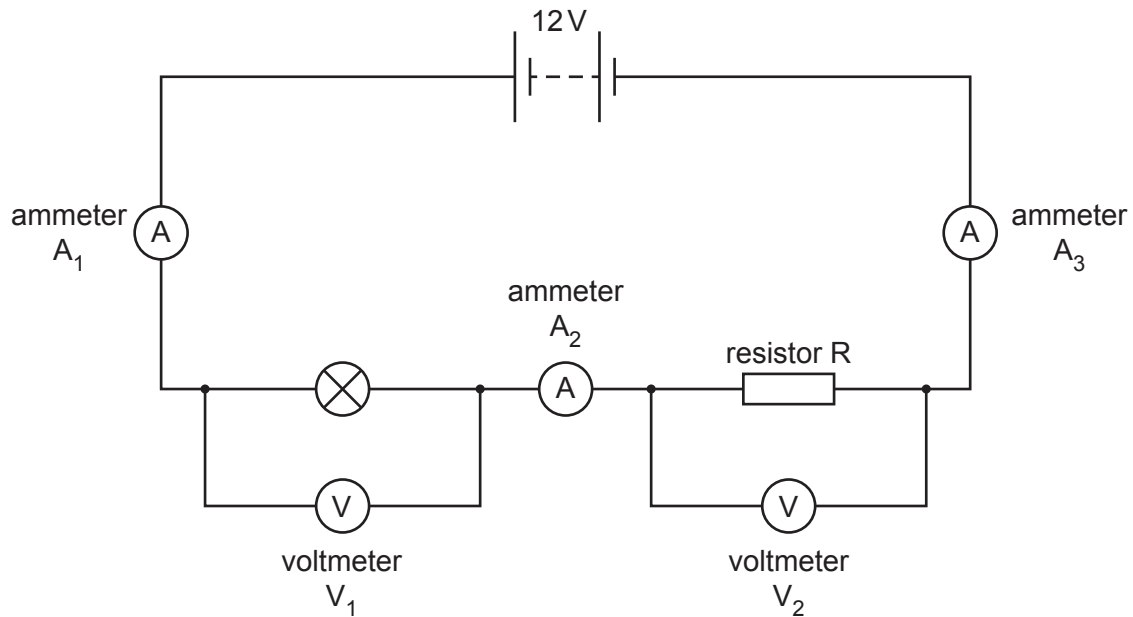 12 V
ammeter
A₁
A
A
ammeter
A₃
ammeter
A₂
resistor R
A
V
V
voltmeter
V₁
voltmeter
V₂